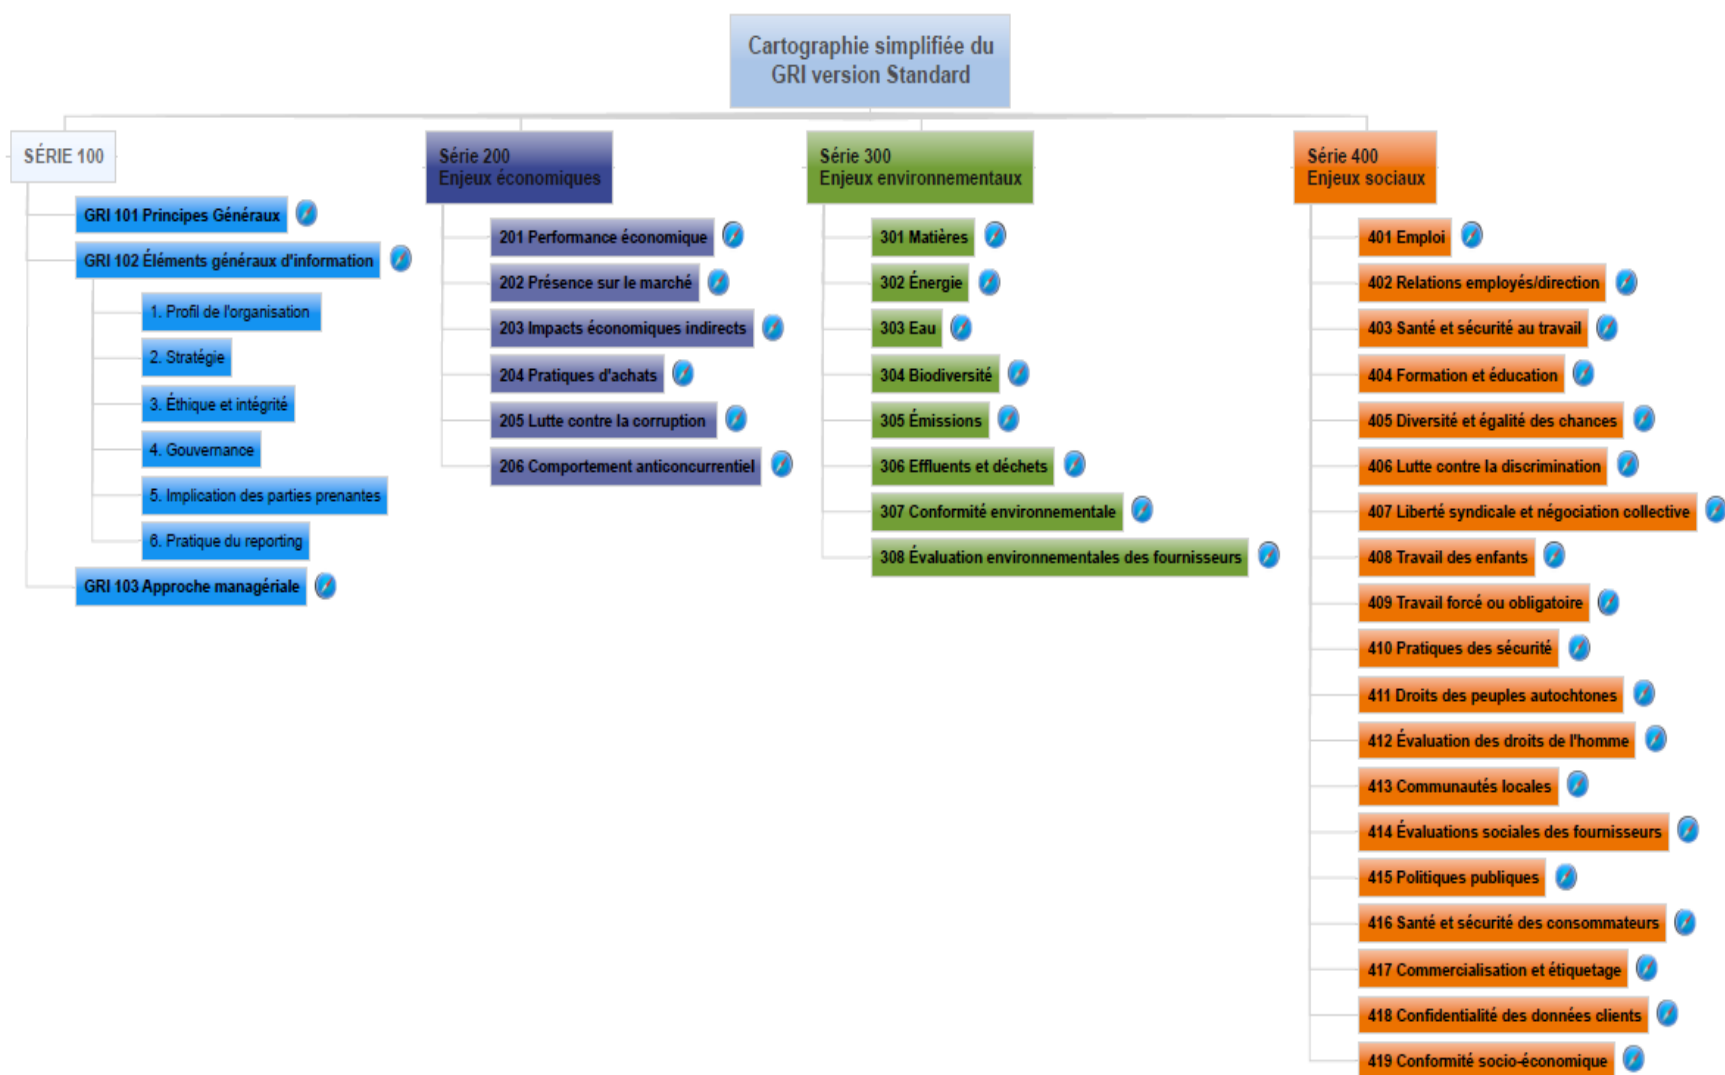 Cartographie simplifiée du
GRI version Standard
SÉRIE 100
GRI 101 Principes Généraux
GRI 102 Éléments généraux d'information
1. Profil de l'organisation
2. Stratégie
3. Éthique et intégrité
4. Gouvernance
5. Implication des parties prenantes
6. Pratique du reporting
GRI 103 Approche managériale
Série 200
Enjeux économiques
201 Performance économique
202 Présence sur le marché
203 Impacts économiques indirects
204 Pratiques d'achats
205 Lutte contre la corruption
206 Comportement anticoncurrentiel
Série 300
Enjeux environnementaux
301 Matières
302 Énergie
303 Eau
304 Biodiversité
305 Émissions
306 Effluents et déchets
307 Conformité environnementale
308 Évaluation environnementales des fournisseurs
Série 400
Enjeux sociaux
401 Emploi
402 Relations employés/direction
403 Santé et sécurité au travail
404 Formation et éducation
405 Diversité et égalité des chances
406 Lutte contre la discrimination
407 Liberté syndicale et négociation collective
408 Travail des enfants
409 Travail forcé ou obligatoire
410 Pratiques des sécurité
411 Droits des peuples autochtones
412 Évaluation des droits de l'homme
413 Communautés locales
414 Évaluations sociales des fournisseurs
415 Politiques publiques
416 Santé et sécurité des consommateurs
417 Commercialisation et étiquetage
418 Confidentialité des données clients
419 Conformité socio-économique